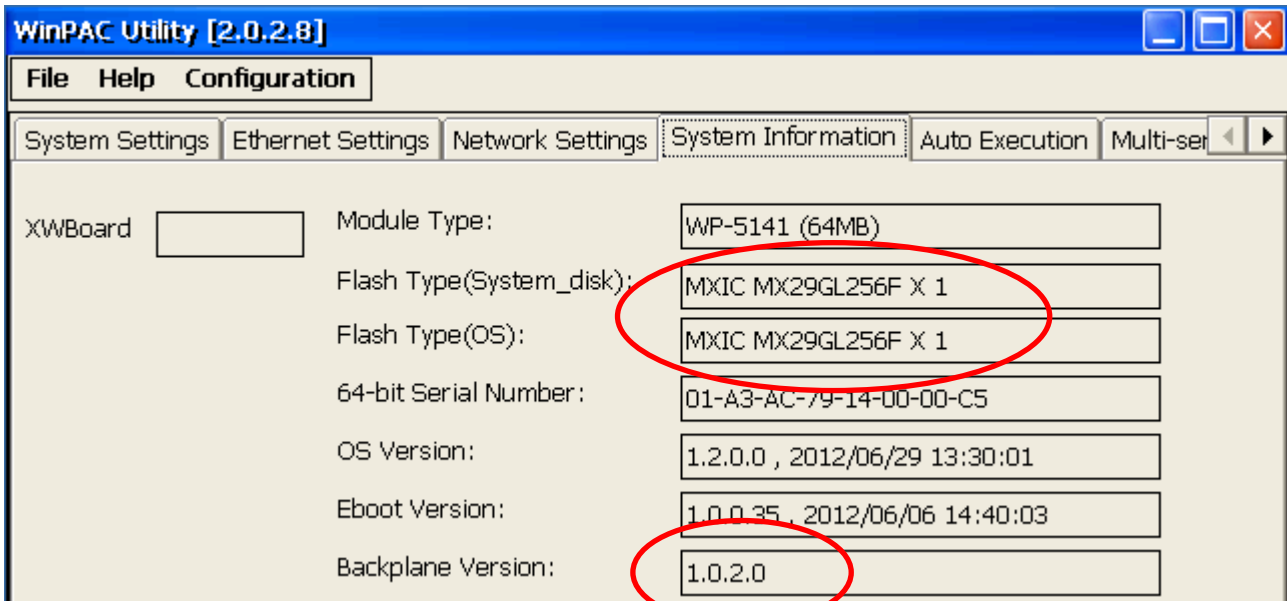 WinPAC Utility [2.0.2.8]
File Help Configuration
System Settings Ethernet Settings Network Settings System Information Auto Execution Multi-ser
XWBoard Module Type: WP-5141 (64MB)
Flash Type(System_disk): MXIC MX29GL256F X 1
Flash Type(OS): MXIC MX29GL256F X 1
64-bit Serial Number: 01-A3-AC-79-14-00-00-C5
OS Version: 1.2.0.0 , 2012/06/29 13:30:01
Eboot Version: 1.0.0.35 , 2012/06/06 14:40:03
Backplane Version: 1.0.2.0